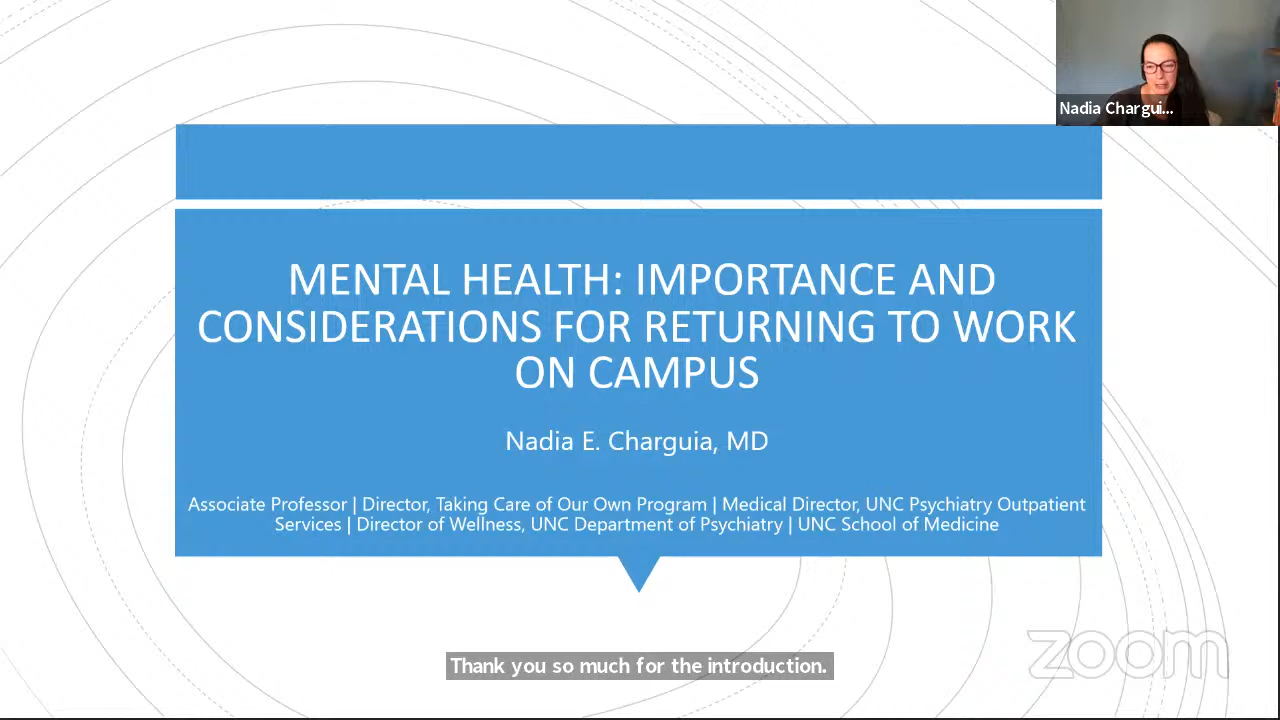 Nadia Chargui...
MENTAL HEALTH: IMPORTANCE AND
CONSIDERATIONS FOR RETURNING TO WORK
ON CAMPUS
Nadia E. Charguia, MD
Associate Professor | Director, Taking Care of Our Own Program | Medical Director, UNC Psychiatry Outpatient
Services | Director of Wellness, UNC Department of Psychiatry | UNC School of Medicine
zoom
Thank you so much for the introduction.